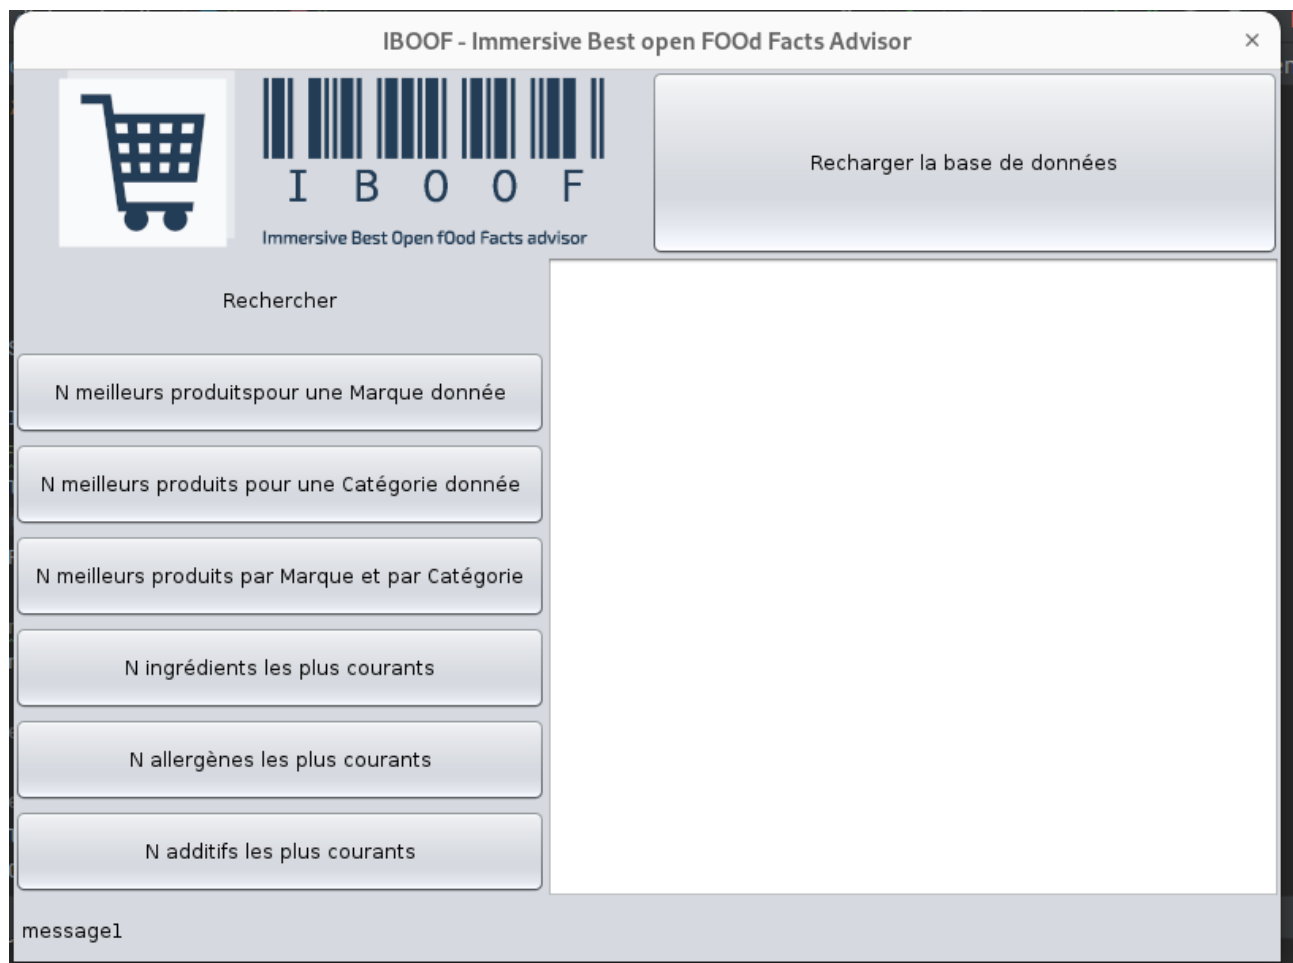 IBOOF - Immersive Best open FOOd Facts Advisor
I B O O F
Immersive Best Open fOod Facts advisor
Recharger la base de données
Rechercher
N meilleurs produitspour une Marque donnée
N meilleurs produits pour une Catégorie donnée
N meilleurs produits par Marque et par Catégorie
N ingrédients les plus courants
N allergènes les plus courants
N additifs les plus courants
message1